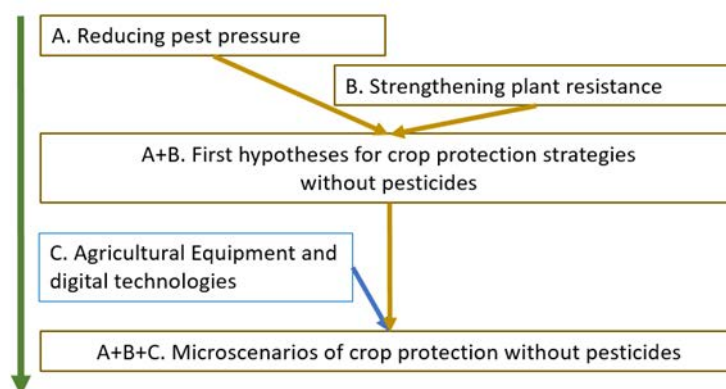 A. Reducing pest pressure
B. Strengthening plant resistance
A+B. First hypotheses for crop protection strategies
without pesticides
C. Agricultural Equipment and
digital technologies
A+B+C. Microscenarios of crop protection without pesticides